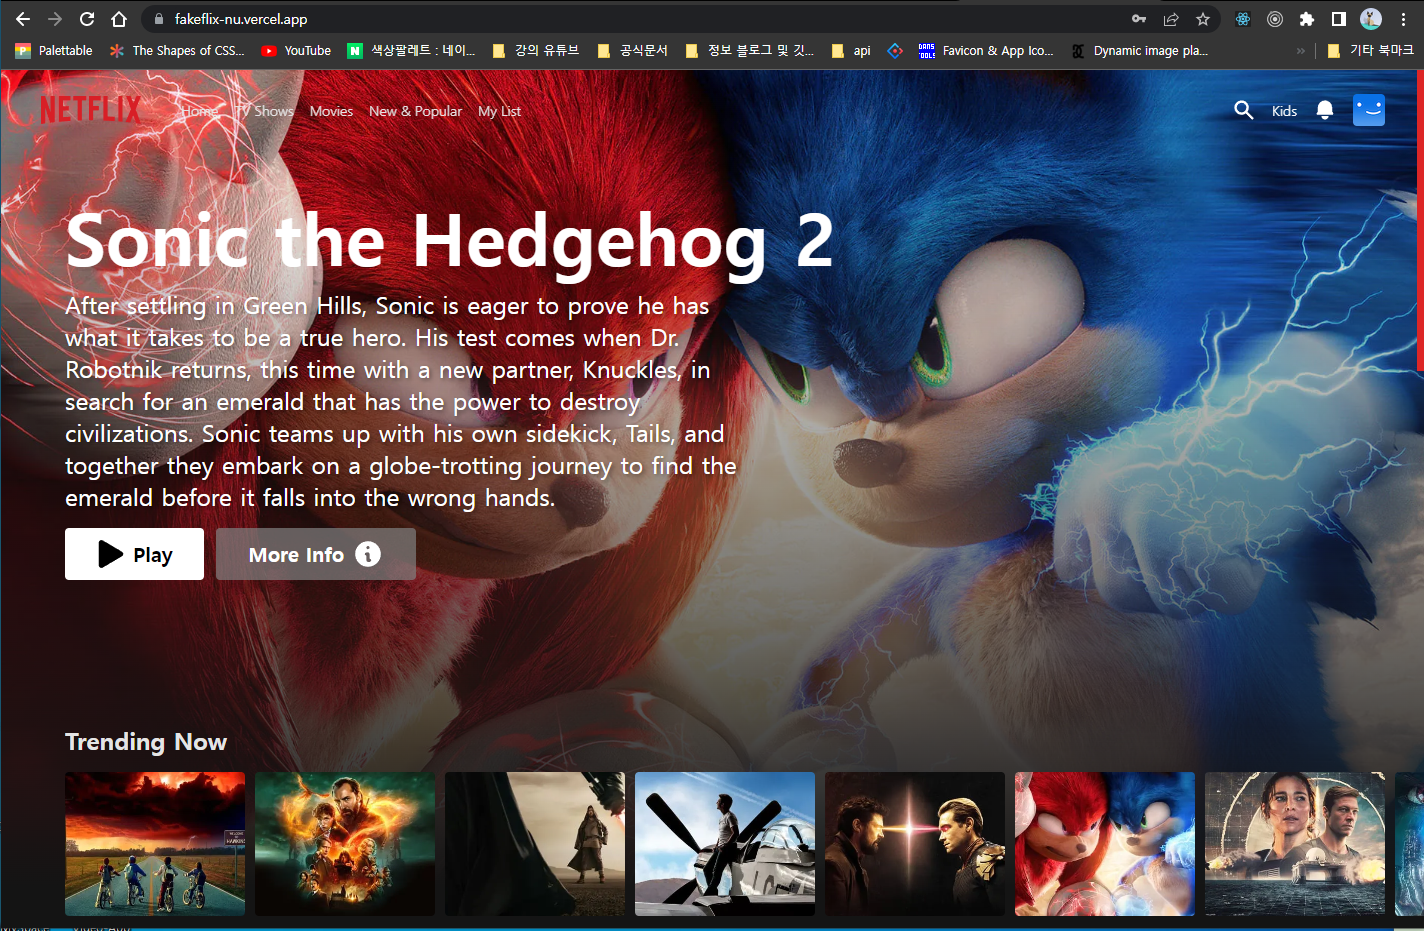 fakeflix-nu.vercel.app
Palettable
The Shapes of CSS...
YouTube
N
색상팔레트 : 네이...
강의 유튜브
공식문서
정보 블로그 및 깃...
api
Favicon & App Ico...
Dynamic image pla...
»
기타 북마크
NETFLIX
Home
TV Shows
Movies
New & Popular
My List
Kids
Sonic the Hedgehog 2
After settling in Green Hills, Sonic is eager to prove he has
what it takes to be a true hero. His test comes when Dr.
Robotnik returns, this time with a new partner, Knuckles, in
search for an emerald that has the power to destroy
civilizations. Sonic teams up with his own sidekick, Tails, and
together they embark on a globe-trotting journey to find the
emerald before it falls into the wrong hands.
Play
More Info
Trending Now
WELCOME TO
HAWKINS